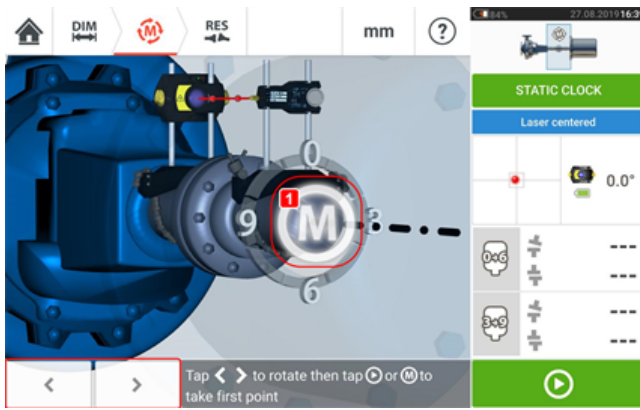 DIM
M
RES
mm
?
84%
27.08.2019 16:39
STATIC CLOCK
Laser centered
0.0°
0
1
9
M
3
6
0+6
---
---
3+9
---
---
< >
Tap < > to rotate then tap or M to
take first point